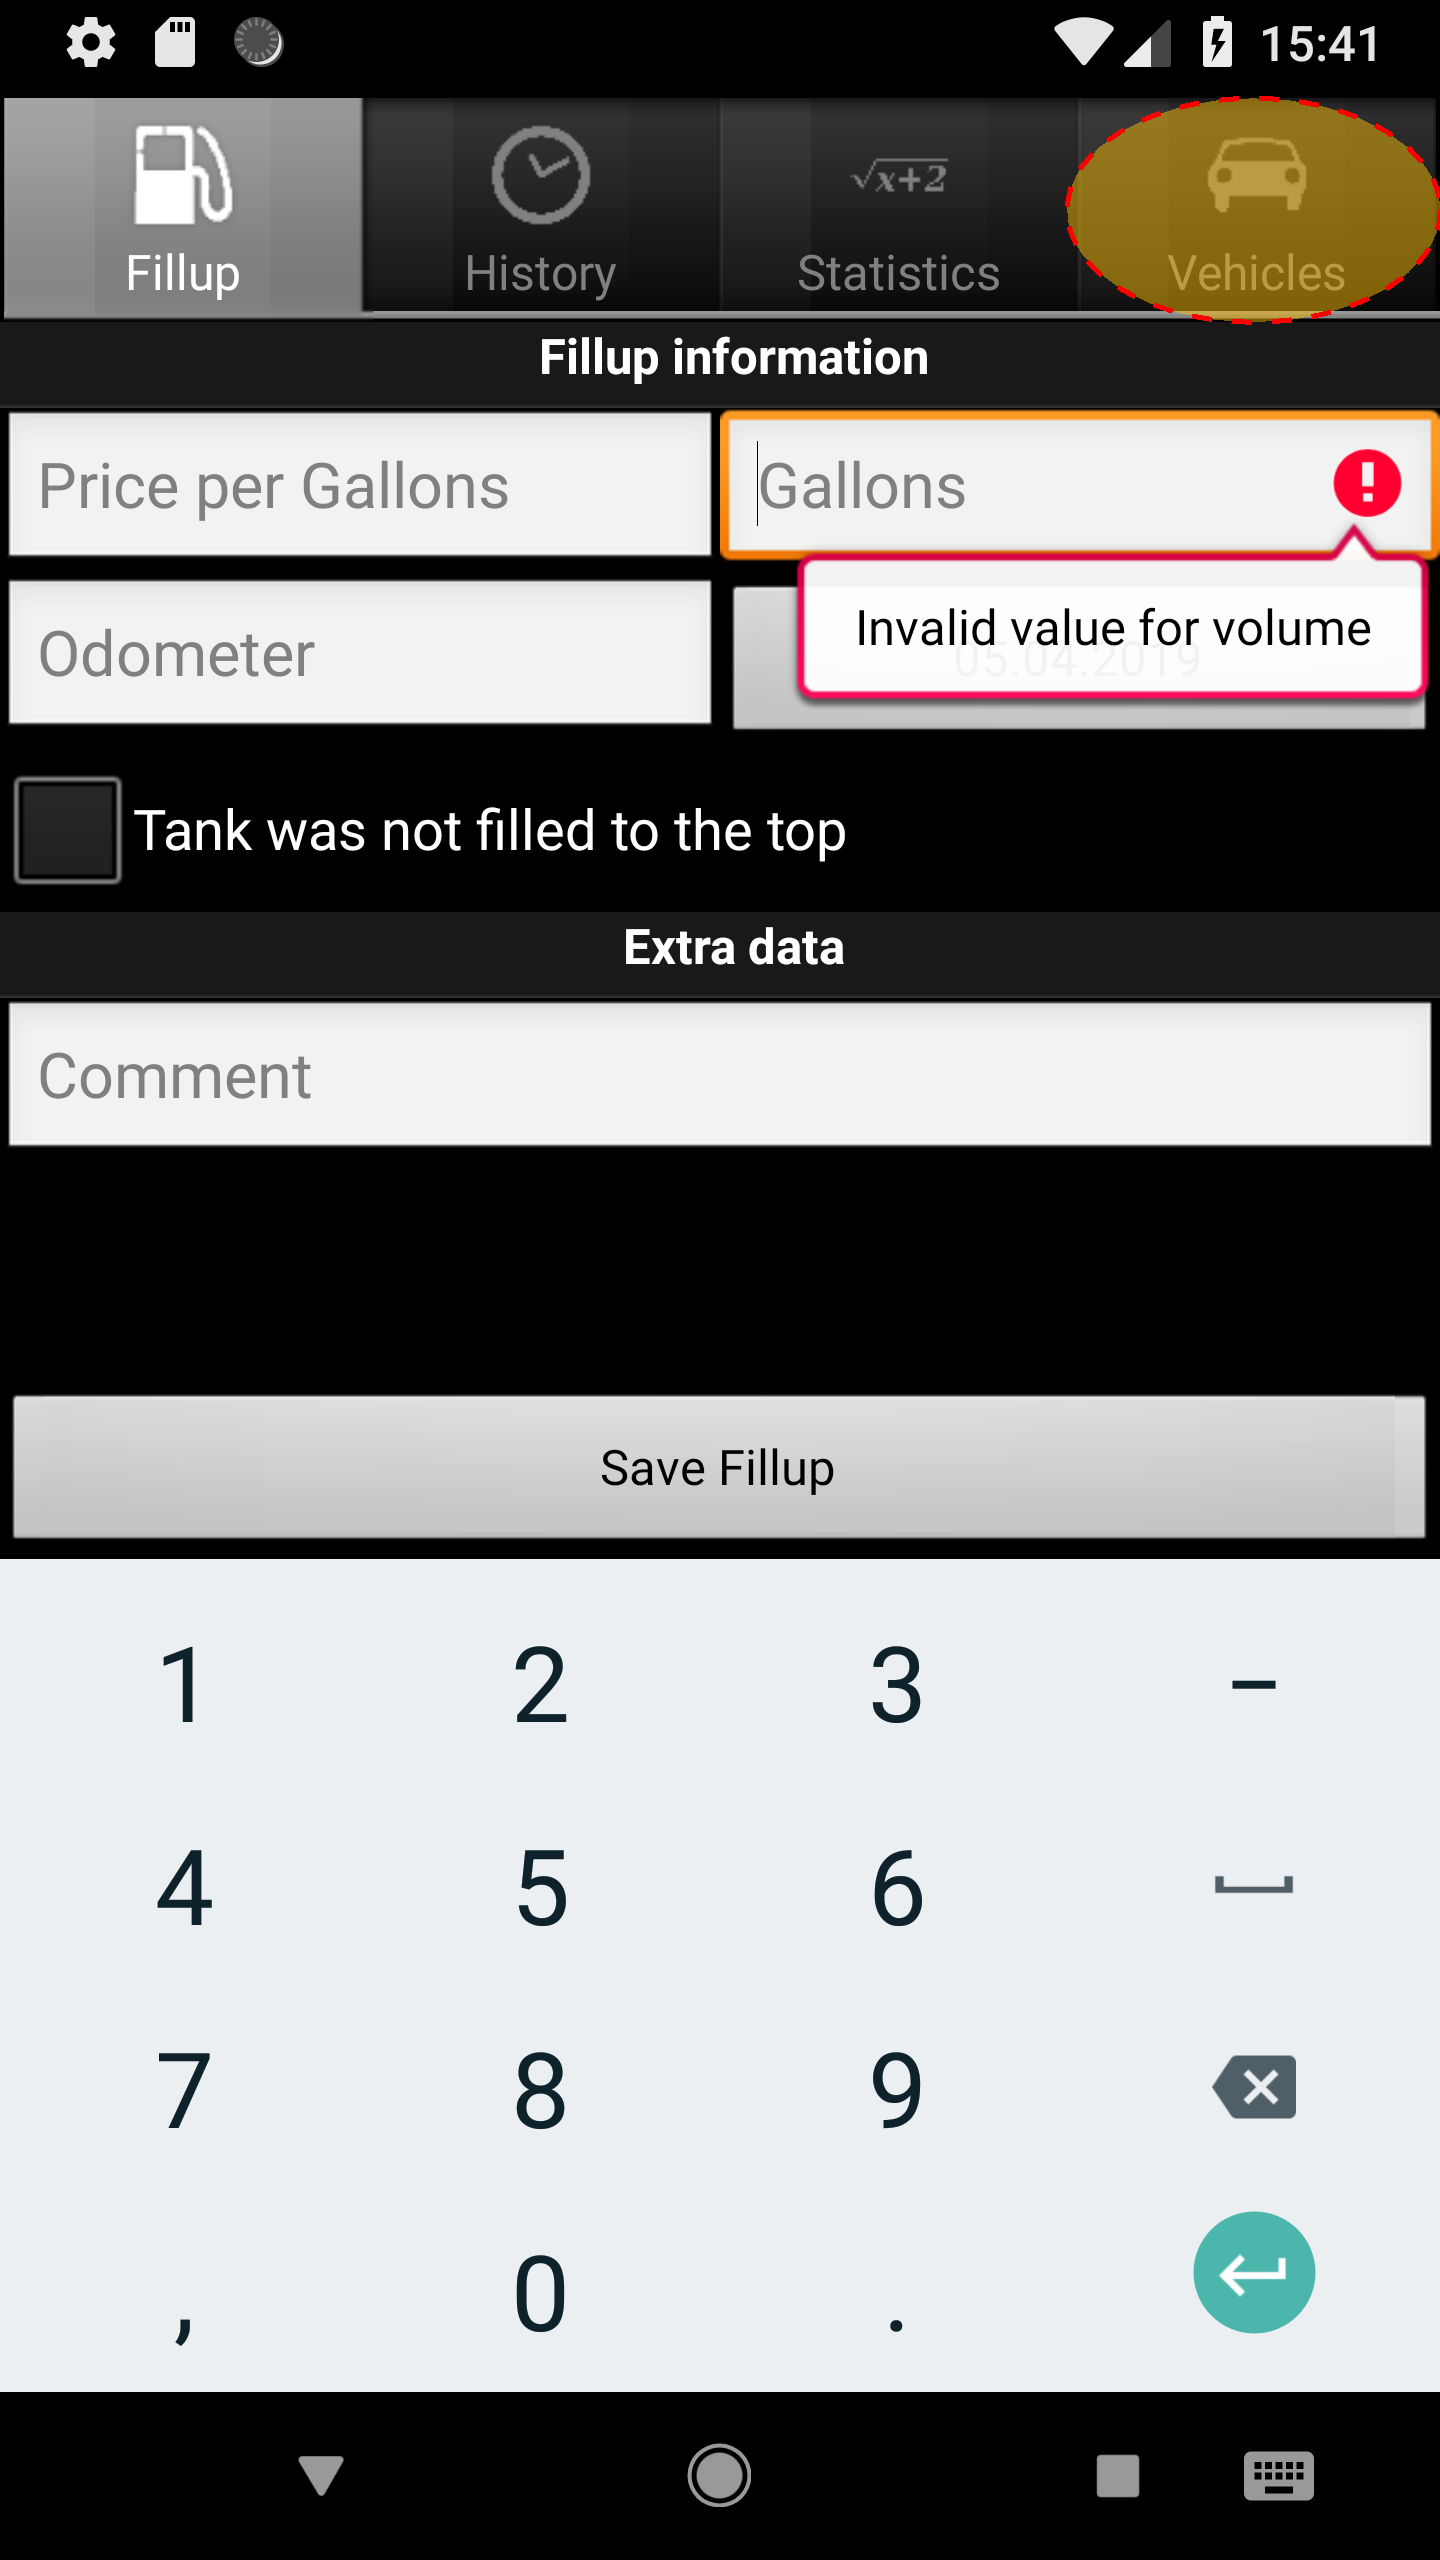 15:41
Fillup
History
√x+2
Statistics
Vehicles
Fillup information
Price per Gallons
Gallons
Invalid value for volume
Odometer
05.04.2019
Tank was not filled to the top
Extra data
Comment
Save Fillup
1 2 3 –
4 5 6
7 8 9
, 0 .